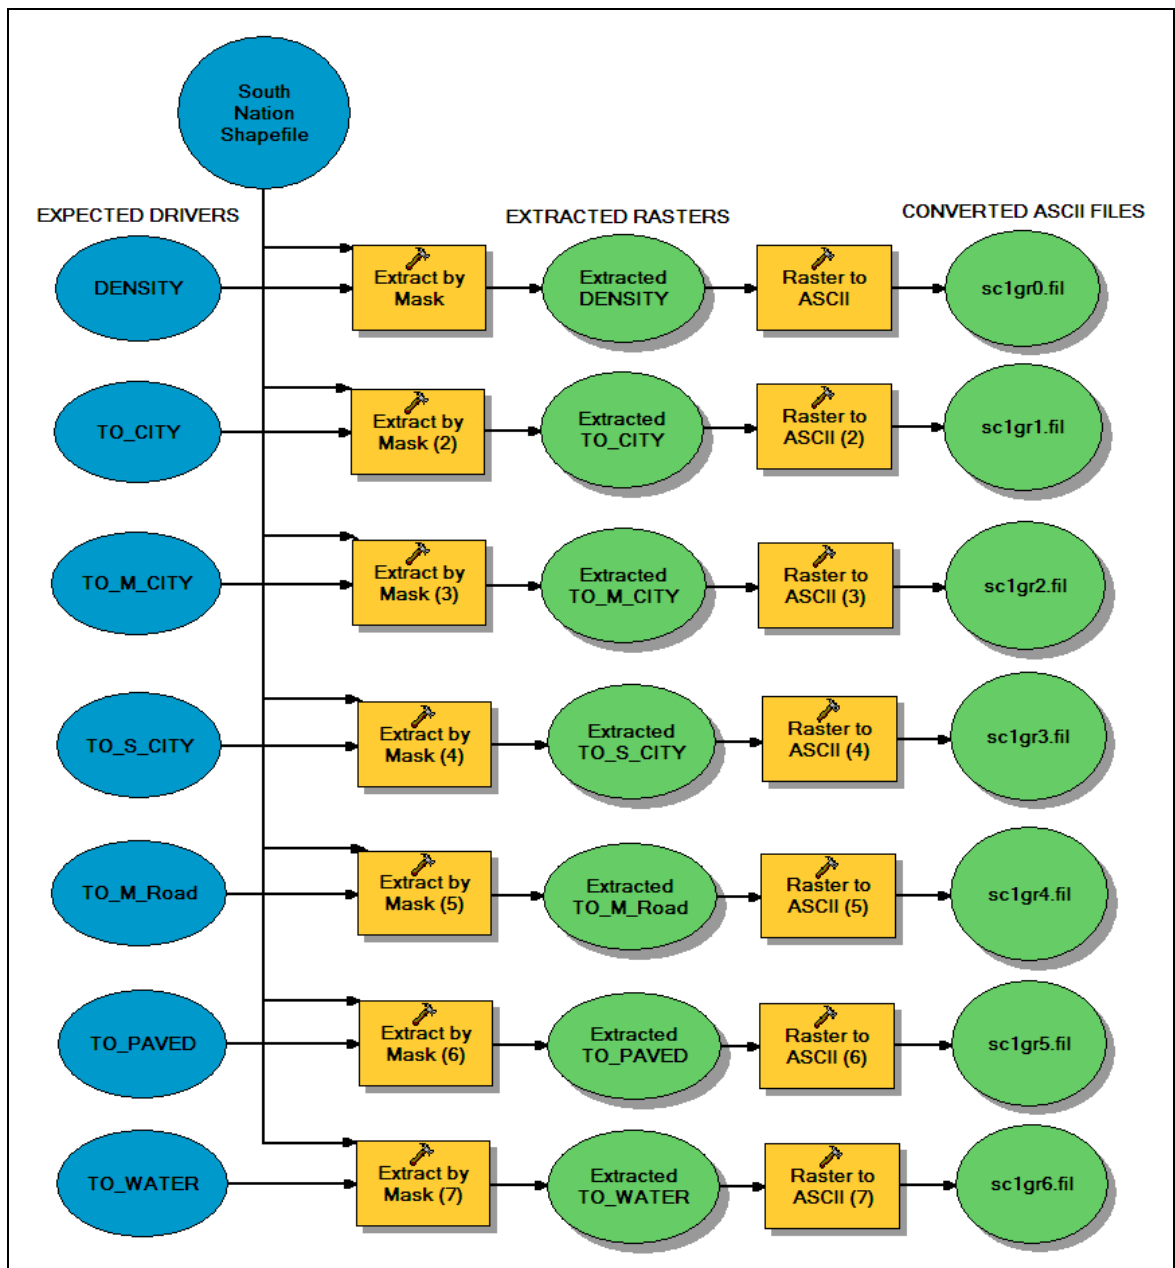 South
Nation
Shapefile
EXPECTED DRIVERS
EXTRACTED RASTERS
CONVERTED ASCII FILES
DENSITY
Extract by
Mask
Extracted
DENSITY
Raster to
ASCII
sc1gr0.fil
TO_CITY
Extract by
Mask (2)
Extracted
TO_CITY
Raster to
ASCII (2)
sc1gr1.fil
TO_M_CITY
Extract by
Mask (3)
Extracted
TO_M_CITY
Raster to
ASCII (3)
sc1gr2.fil
TO_S_CITY
Extract by
Mask (4)
Extracted
TO_S_CITY
Raster to
ASCII (4)
sc1gr3.fil
TO_M_Road
Extract by
Mask (5)
Extracted
TO_M_Road
Raster to
ASCII (5)
sc1gr4.fil
TO_PAVED
Extract by
Mask (6)
Extracted
TO_PAVED
Raster to
ASCII (6)
sc1gr5.fil
TO_WATER
Extract by
Mask (7)
Extracted
TO_WATER
Raster to
ASCII (7)
sc1gr6.fil